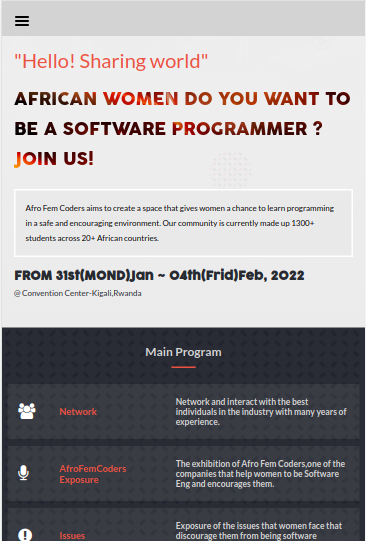 "Hello! Sharing world"
AFRICAN WOMEN DO YOU WANT TO
BE A SOFTWARE PROGRAMMER ?
JOIN US!
Afro Fem Coders aims to create a space that gives women a chance to learn programming
in a safe and encouraging environment. Our community is currently made up 1300+
students across 20+ African countries.
FROM 31st(MOND)Jan ~ 04th(Frid)Feb, 2022
@ Convention Center-Kigali,Rwanda
Main Program
Network
Network and interact with the best
individuals in the industry with many years of
experience.
AfroFemCoders
Exposure
The exhibition of Afro Fem Coders,one of the
companies that help women to be Software
Eng and encourages them.
Issues
Exposure of the issues that women face that
discourage them from being software